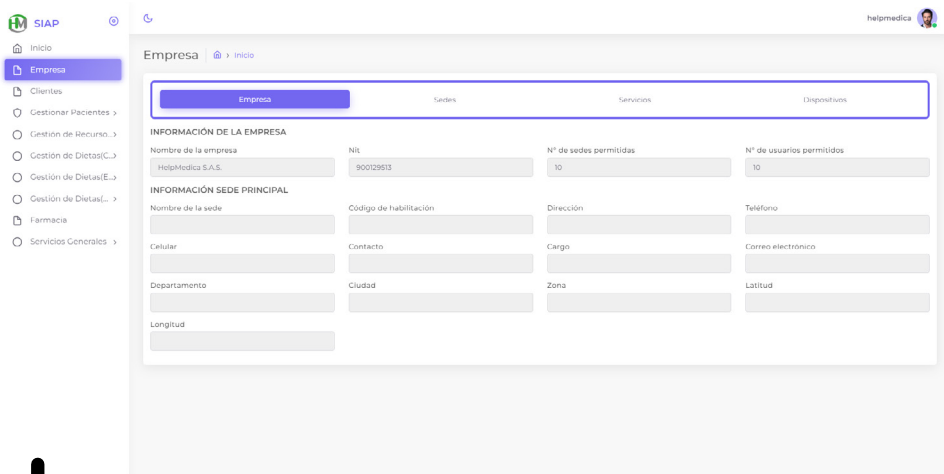 SIAP
helpmedica
Inicio
Empresa
Clientes
Gestionar Pacientes
Gestión de Recurso...
Gestión de Dietas(C...
Gestión de Dietas(E...
Gestión de Dietas(...
Farmacia
Servicios Generales
Empresa
Inicio
Empresa Sedes Servicios Dispositivos
INFORMACIÓN DE LA EMPRESA
Nombre de la empresa Nit N° de sedes permitidas N° de usuarios permitidos
HelpMedica S.A.S. 900129513 10 10
INFORMACIÓN SEDE PRINCIPAL
Nombre de la sede Código de habilitación Dirección Teléfono
Celular Contacto Cargo Correo electrónico
Departamento Ciudad Zona Latitud
Longitud